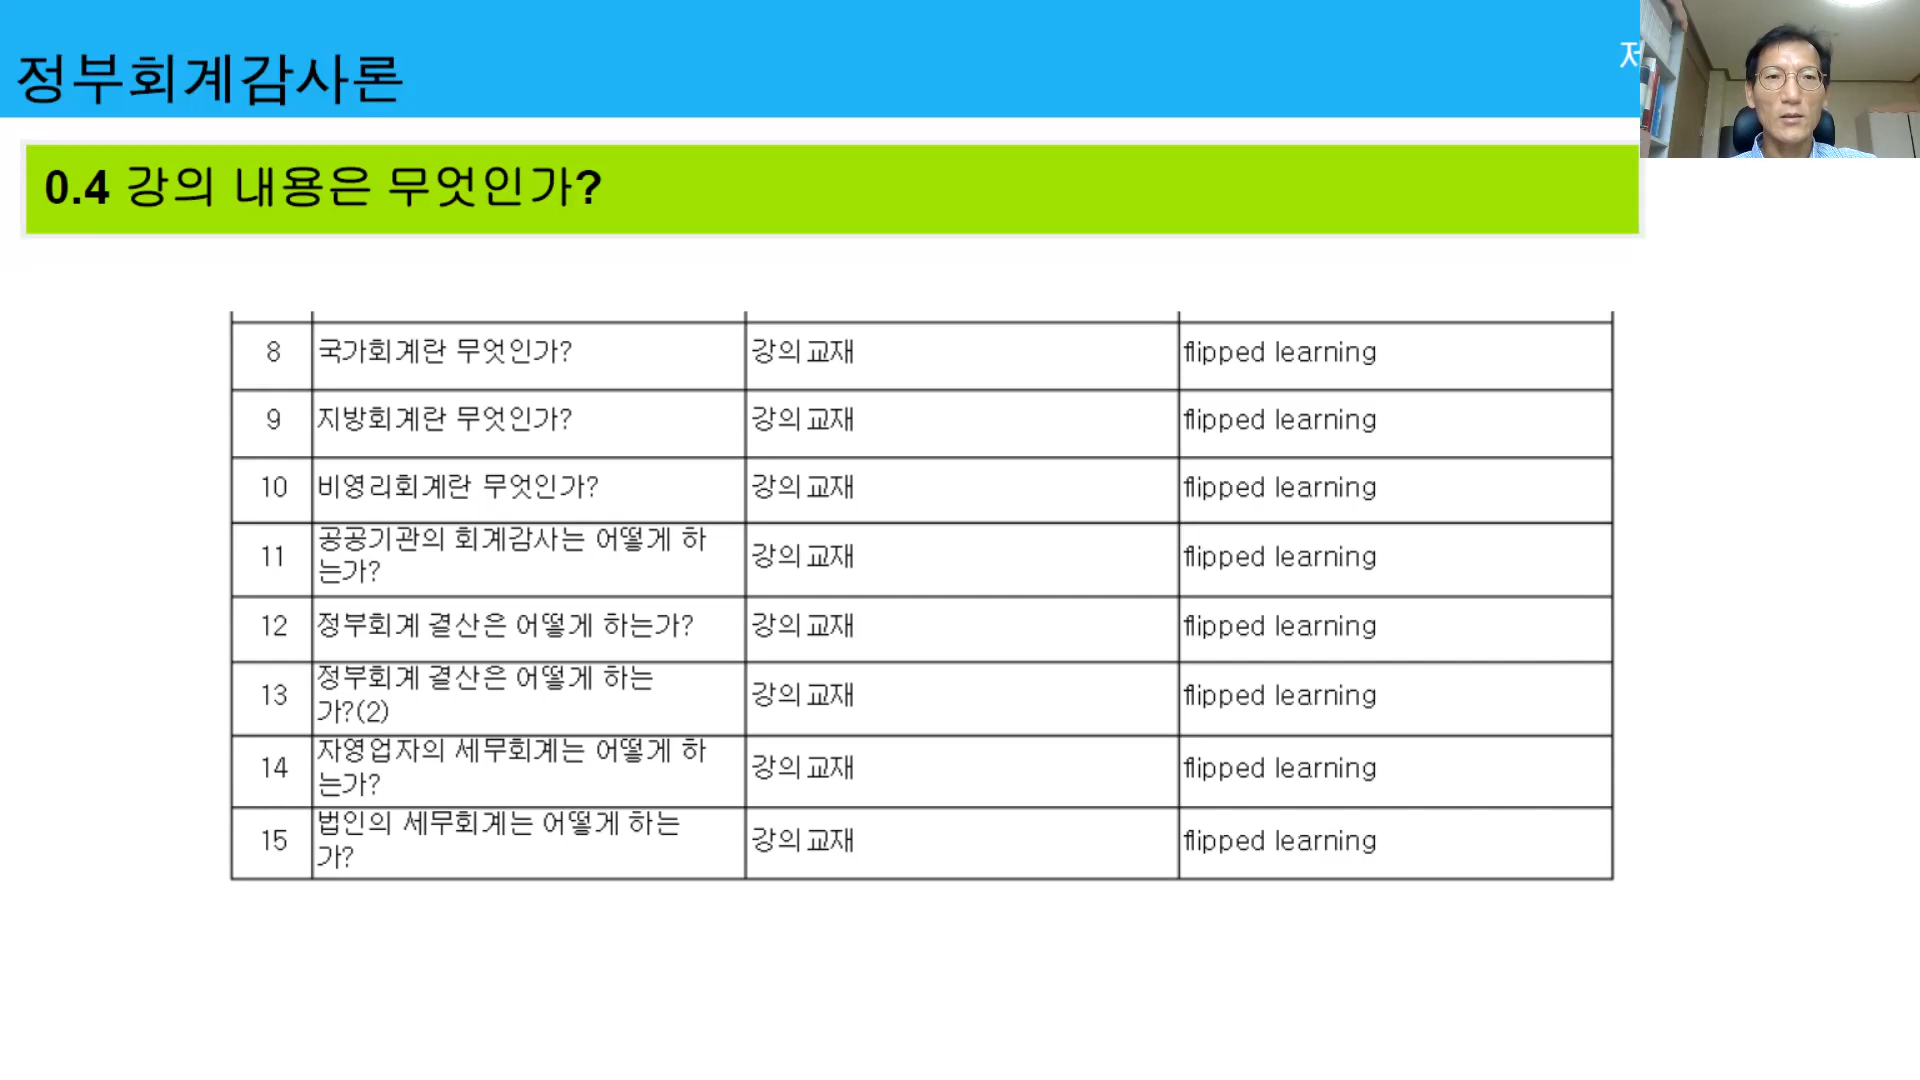 정부회계감사론
0.4 강의 내용은 무엇인가?
8 국가회계란 무엇인가? 강의교재 flipped learning
9 지방회계란 무엇인가? 강의교재 flipped learning
10 비영리회계란 무엇인가? 강의교재 flipped learning
11 공공기관의 회계감사는 어떻게 하
는가? 강의교재 flipped learning
12 정부회계 결산은 어떻게 하는가? 강의교재 flipped learning
13 정부회계 결산은 어떻게 하는
가?(2) 강의교재 flipped learning
14 자영업자의 세무회계는 어떻게 하
는가? 강의교재 flipped learning
15 법인의 세무회계는 어떻게 하는
가? 강의교재 flipped learning